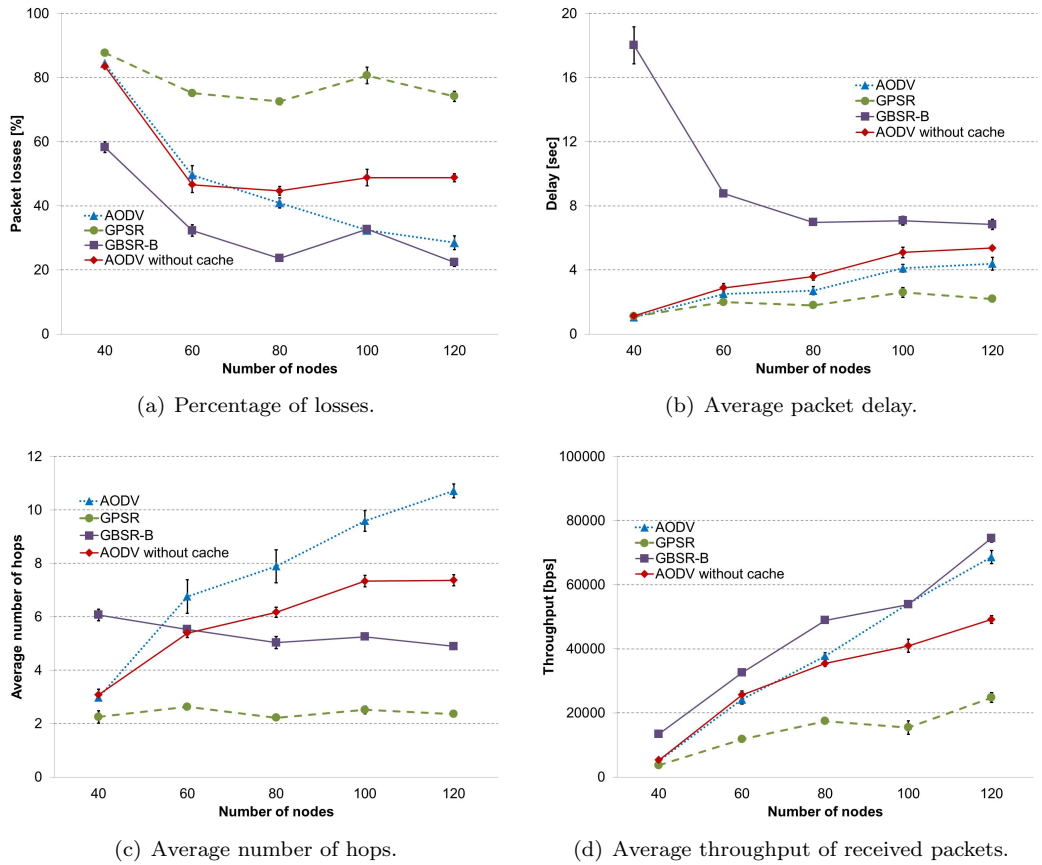 100
80
60
40
20
0
Packet losses [%]
AODV
GPSR
GBSR-B
AODV without cache
40 60 80 100 120
Number of nodes
(a) Percentage of losses.
20
16
12
8
4
0
Delay [sec]
AODV
GPSR
GBSR-B
AODV without cache
40 60 80 100 120
Number of nodes
(b) Average packet delay.
12
10
8
6
4
2
0
Average number of hops
AODV
GPSR
GBSR-B
AODV without cache
40 60 80 100 120
Number of nodes
(c) Average number of hops.
100000
80000
60000
40000
20000
0
Throughput [bps]
AODV
GPSR
GBSR-B
AODV without cache
40 60 80 100 120
Number of nodes
(d) Average throughput of received packets.